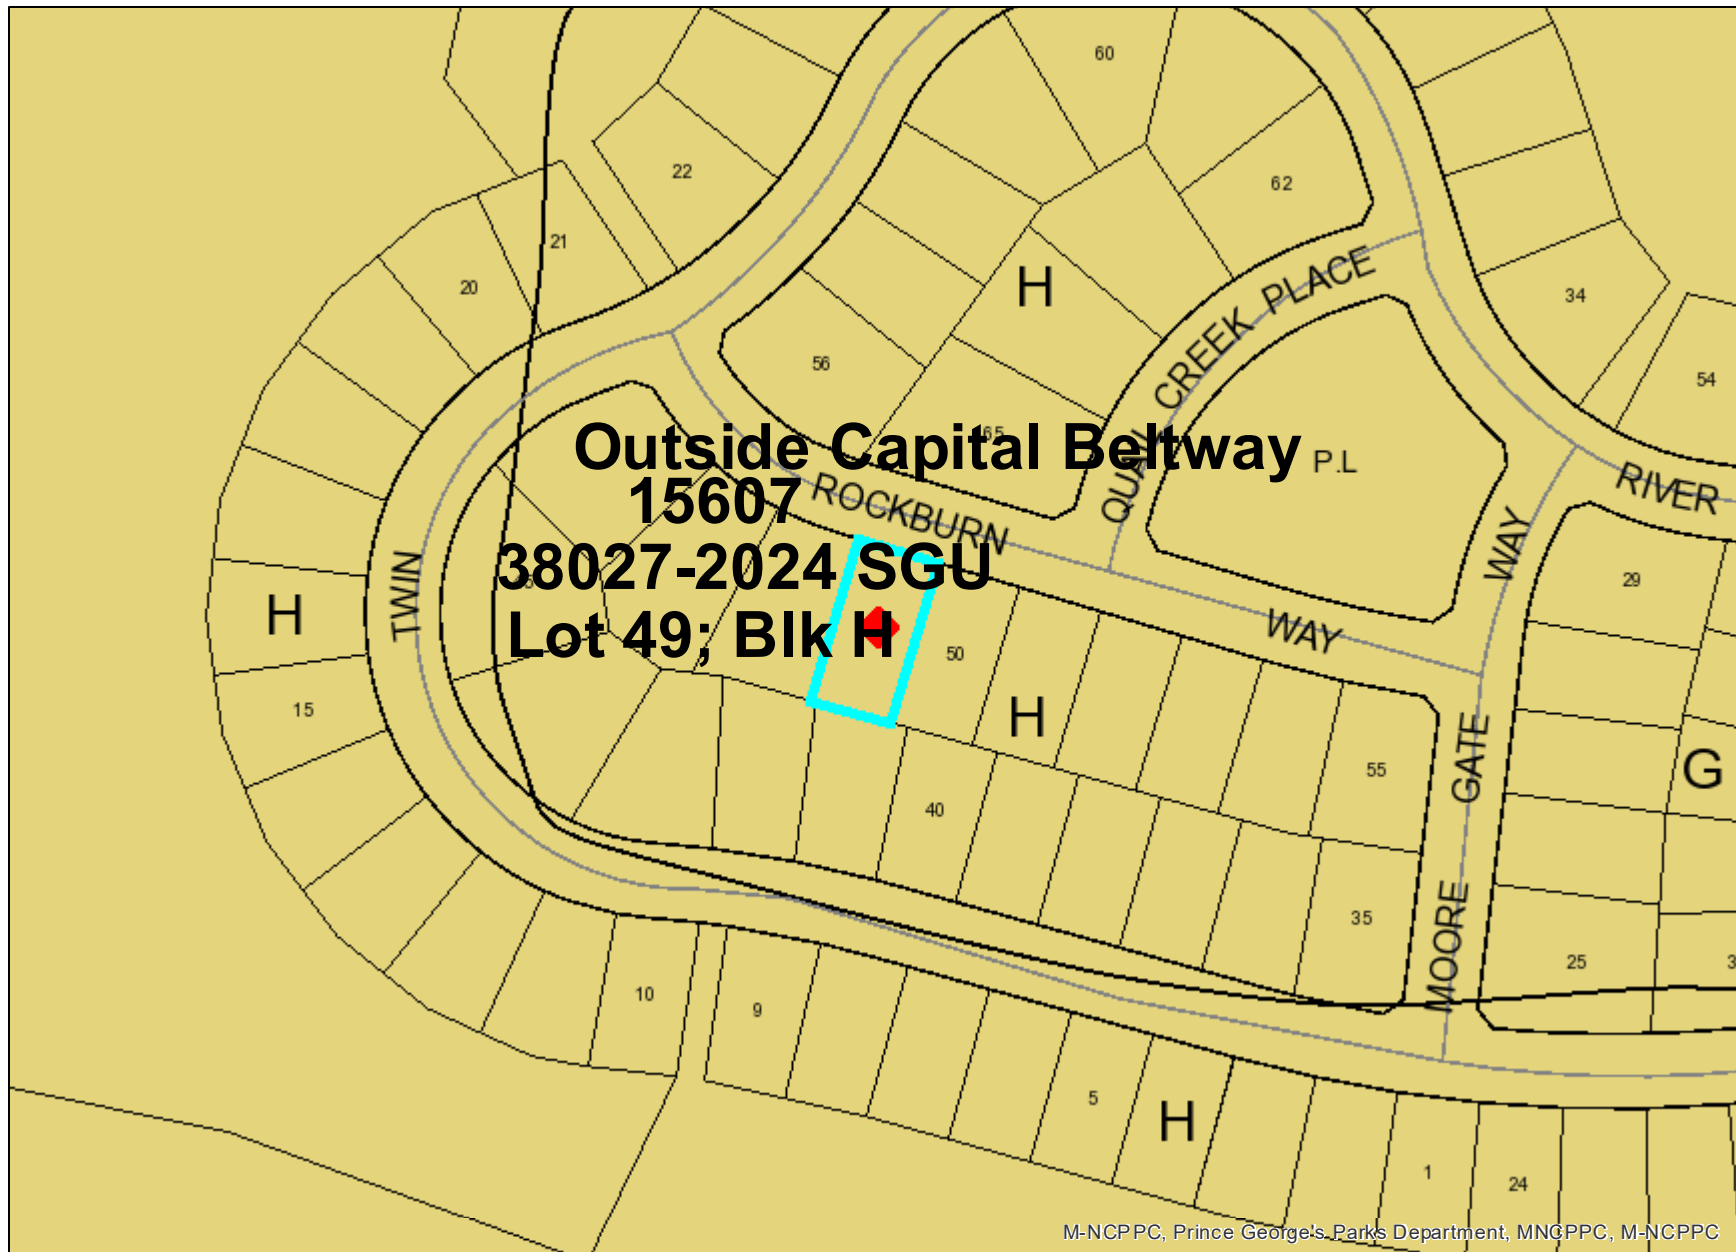 60
22
62
21
20
H
34
56
54
QUAIL CREEK PLACE
65
Outside Capital Beltway
P.L
15607
ROCKBURN
RIVER
38027-2024 SGU
WAY
29
TWIN
H
Lot 49; Blk H
WAY
50
15
H
55
GATE
G
40
35
MOORE
25
10
9
5
H
1
24
M-NCPPC, Prince George's Parks Department, MNCPPC, M-NCPPC